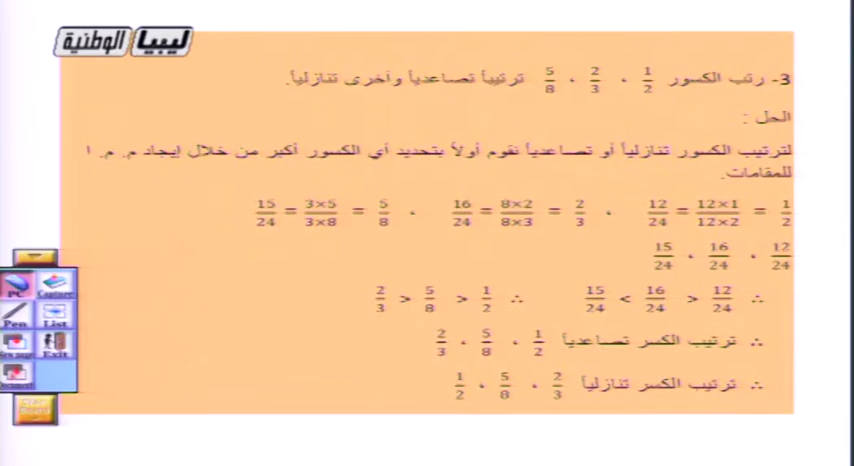 ليبيا الوطنية
3- رتب الكسور 1/2 ، 2/3 ، 5/8 ترتيباً تصاعدياً وأخرى تنازلياً.
الحل :
لترتيب الكسور تنازلياً أو تصاعدياً نقوم أولاً بتحديد أي الكسور أكبر من خلال إيجاد م. م. ا
للمقامات.
1/2 = 12×1/12×2 = 12/24 ، 2/3 = 8×2/8×3 = 16/24 ، 5/8 = 3×5/3×8 = 15/24
12/24 ، 16/24 ، 15/24
∴ 12/24 > 16/24 < 15/24 ∴ 1/2 > 5/8 > 2/3
∴ ترتيب الكسر تصاعدياً 1/2 ، 5/8 ، 2/3
∴ ترتيب الكسر تنازلياً 2/3 ، 5/8 ، 1/2
PC Capture
Pen List
Exit
Document